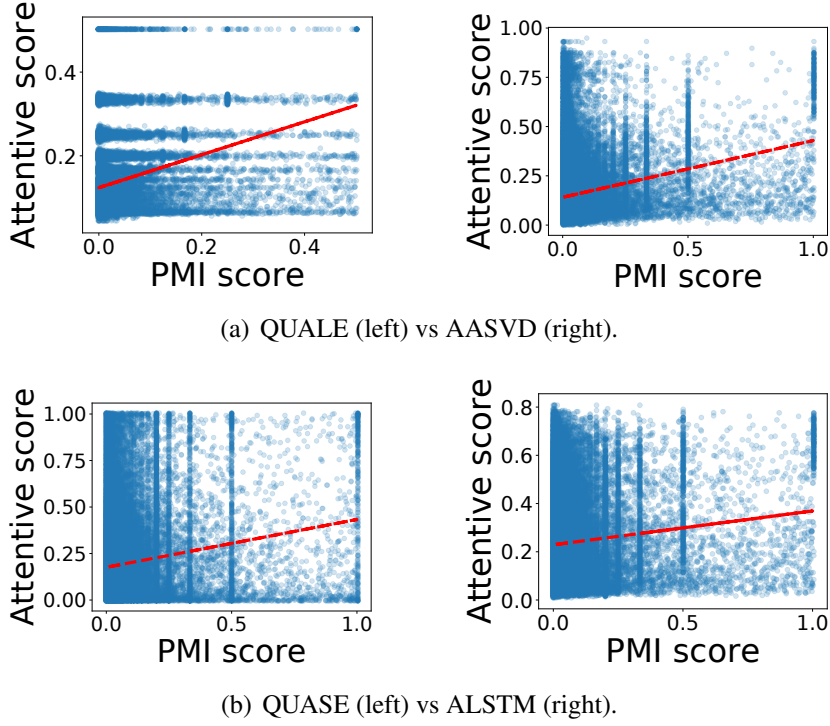 Attentive score
0.4
0.2
0.0 0.2 0.4
PMI score
Attentive score
1.00
0.75
0.50
0.25
0.00
0.0 0.5 1.0
PMI score
(a) QUALE (left) vs AASVD (right).
Attentive score
1.00
0.75
0.50
0.25
0.00
0.0 0.5 1.0
PMI score
Attentive score
0.8
0.6
0.4
0.2
0.0
0.0 0.5 1.0
PMI score
(b) QUASE (left) vs ALSTM (right).